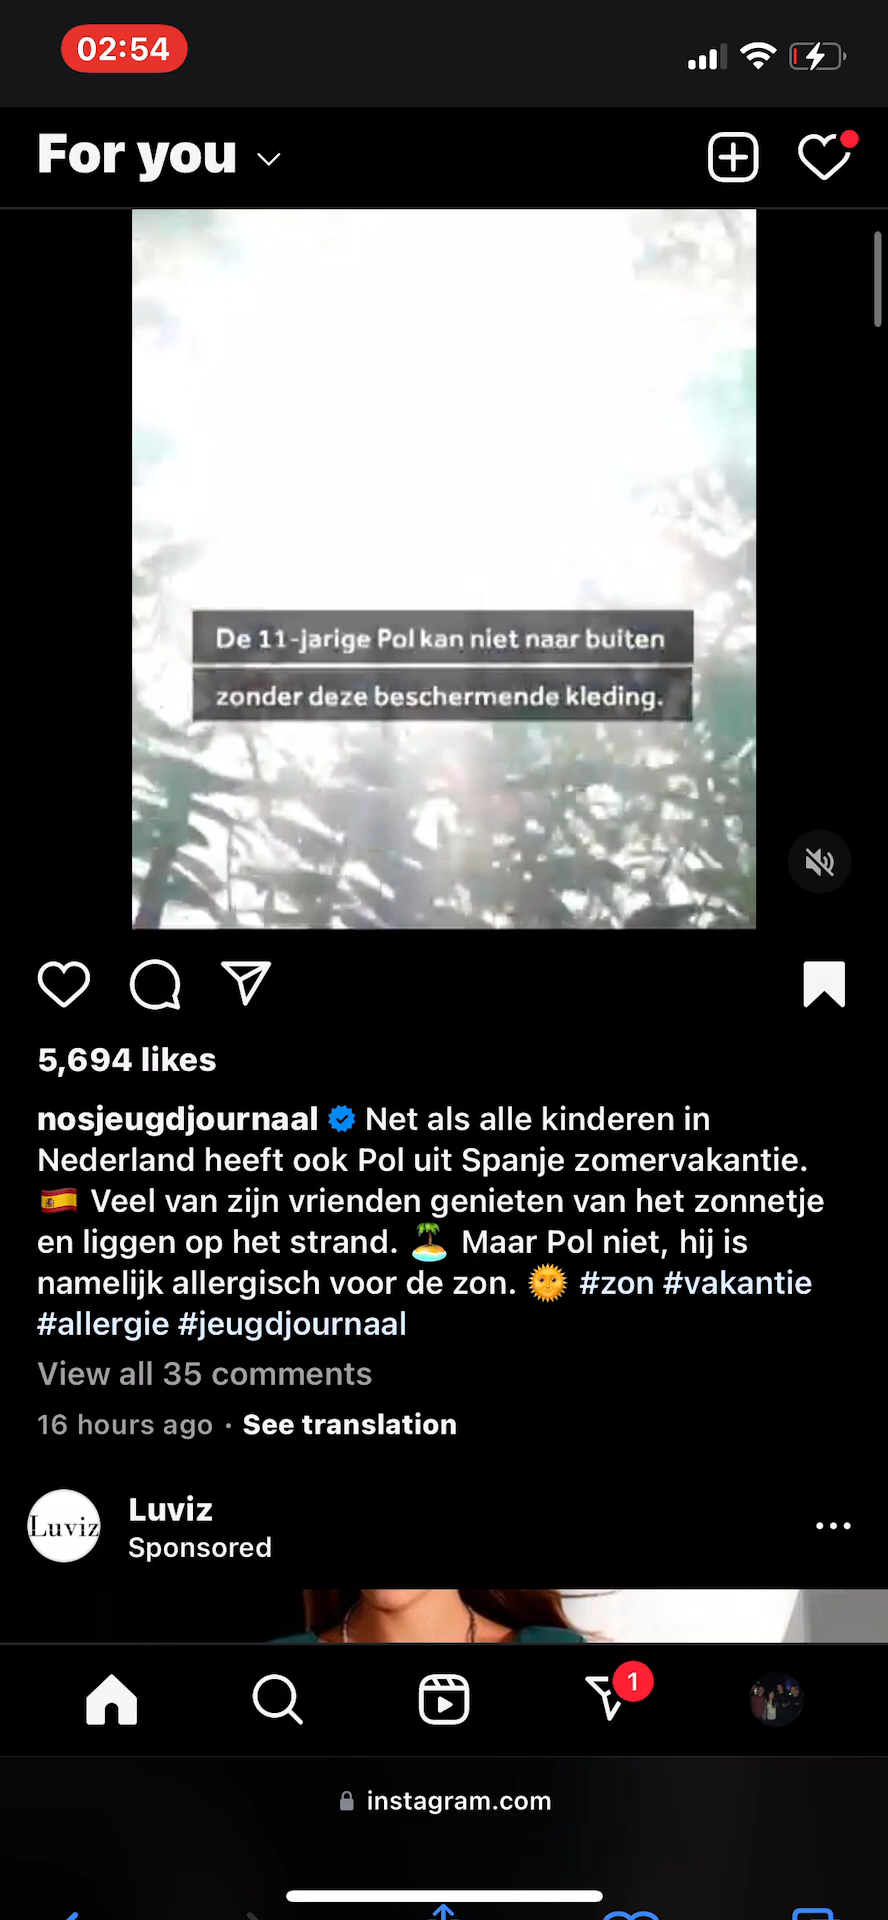 02:54
For you
De 11-jarige Pol kan niet naar buiten
zonder deze beschermende kleding.
5,694 likes
nosjeugdjournaal Net als alle kinderen in
Nederland heeft ook Pol uit Spanje zomervakantie.
🇪🇸 Veel van zijn vrienden genieten van het zonnetje
en liggen op het strand. 🏝️ Maar Pol niet, hij is
namelijk allergisch voor de zon. 🌞 #zon #vakantie
#allergie #jeugdjournaal
View all 35 comments
16 hours ago · See translation
Luviz
Luviz
Sponsored
1
instagram.com